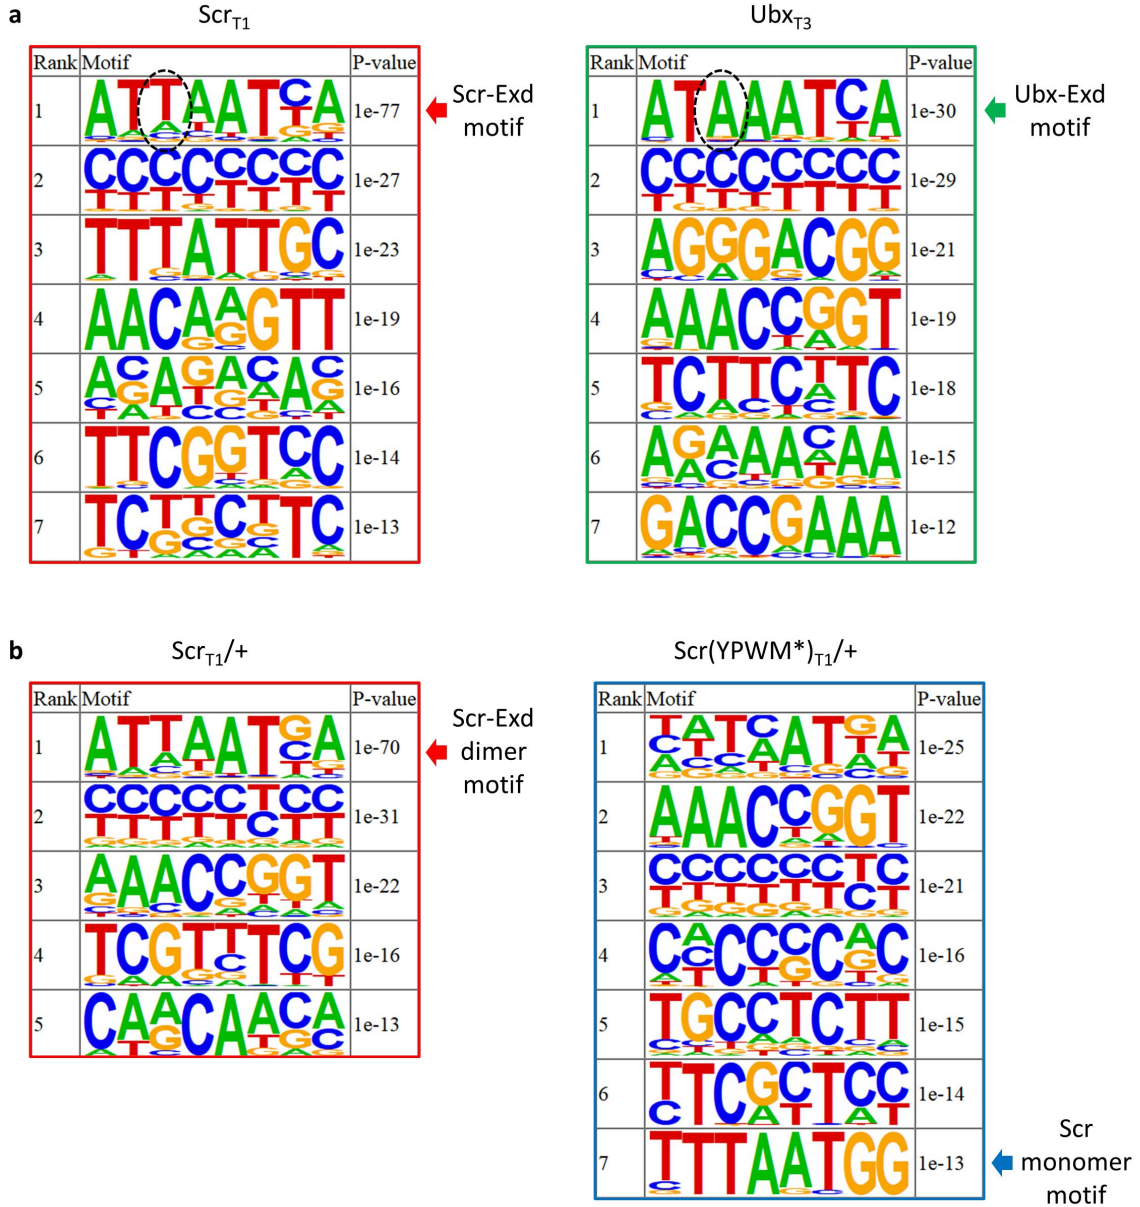 a
Scr_T1
Ubx_T3
Rank Motif P-value
1 ATTAATCA 1e-77
2 CCCCCCCC 1e-27
3 TTTATTGC 1e-23
4 AACAAGTT 1e-19
5 ACAGACAC 1e-16
6 TTCGGTCC 1e-14
7 TCTTCTTC 1e-13
Scr-Exd
motif
Rank Motif P-value
1 ATAAATCA 1e-30
2 CCCCCCCC 1e-29
3 AGGGACGG 1e-21
4 AAACCGGT 1e-19
5 TCTTCTTC 1e-18
6 AGAAACAA 1e-15
7 GACCGAAA 1e-12
Ubx-Exd
motif
b
Scr_T1/+
Scr(YPWM*)_T1/+
Rank Motif P-value
1 ATTAATGA 1e-70
2 CCCCCTCC 1e-31
3 AAACCGGT 1e-22
4 TCGTTTCG 1e-16
5 CAACAACA 1e-13
Scr-Exd
dimer
motif
Rank Motif P-value
1 TATCATGA 1e-25
2 AAACCGGT 1e-22
3 CCCCCCTC 1e-21
4 CACCCCAC 1e-16
5 TGCCTCTT 1e-15
6 TTCGCTCC 1e-14
7 TTTAATGG 1e-13
Scr
monomer
motif